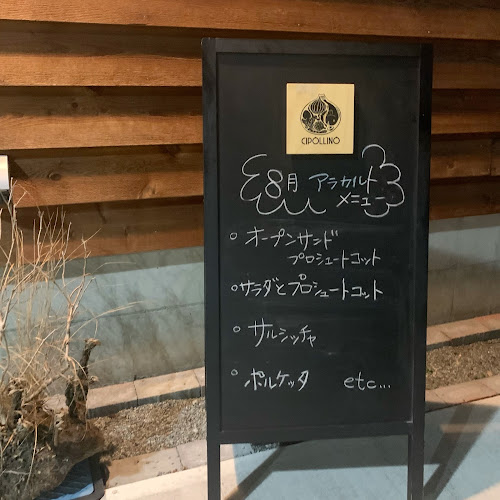 CIPOLLINO
8月 アラカルト
メニュー
オープンサンド
プロシュートコット
サラダとプロシュートコット
サルシッチャ
ポルケッタ etc...